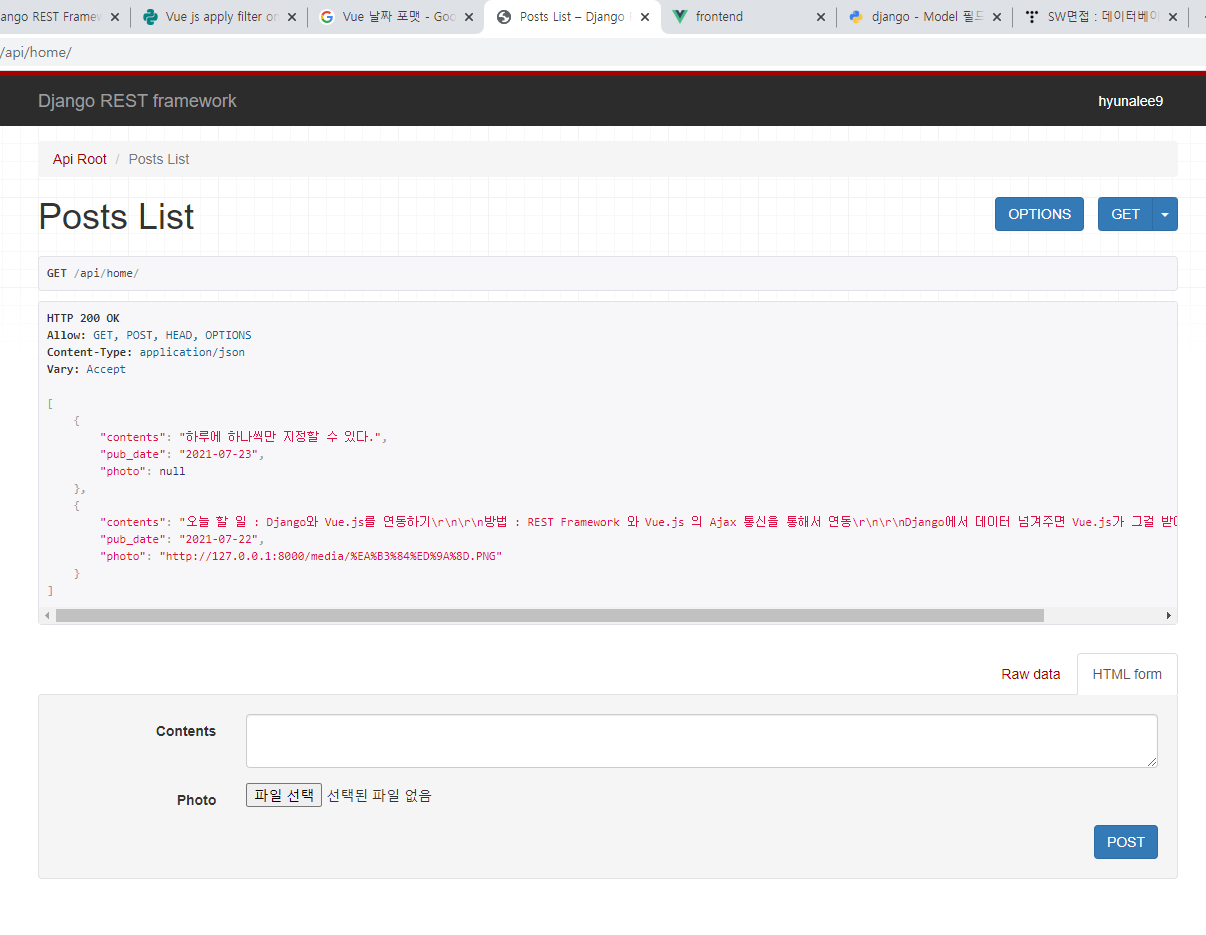 ango REST Frame
Vue js apply filter or
Vue 날짜 포맷 - Goo
Posts List – Django
frontend
django - Model 필드
SW면접 : 데이터베이
/api/home/
Django REST framework
hyunalee9
Api Root / Posts List
Posts List
OPTIONS
GET
GET /api/home/
HTTP 200 OK
Allow: GET, POST, HEAD, OPTIONS
Content-Type: application/json
Vary: Accept
[
{
"contents": "하루에 하나씩만 지정할 수 있다.",
"pub_date": "2021-07-23",
"photo": null
},
{
"contents": "오늘 할 일 : Django와 Vue.js를 연동하기\r\n\r\n방법 : REST Framework 와 Vue.js 의 Ajax 통신을 통해서 연동\r\n\r\nDjango에서 데이터 넘겨주면 Vue.js가 그걸
"pub_date": "2021-07-22",
"photo": "http://127.0.0.1:8000/media/%EA%B3%84%ED%9A%8D.PNG"
}
]
Raw data
HTML form
Contents
Photo
파일 선택 선택된 파일 없음
POST